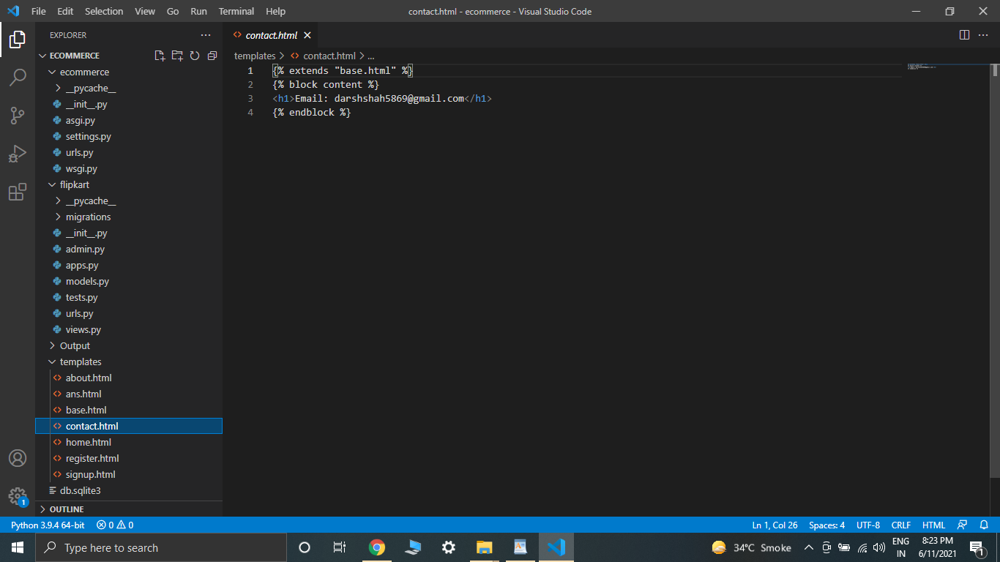 File Edit Selection View Go Run Terminal Help
contact.html - ecommerce - Visual Studio Code
EXPLORER
ECOMMERCE
ecommerce
__pycache__
__init__.py
asgi.py
settings.py
urls.py
wsgi.py
flipkart
__pycache__
migrations
__init__.py
admin.py
apps.py
models.py
tests.py
urls.py
views.py
Output
templates
about.html
ans.html
base.html
contact.html
home.html
register.html
signup.html
db.sqlite3
OUTLINE
contact.html
templates > contact.html > ...
1 {% extends "base.html" %}
2 {% block content %}
3 <h1>Email: darshshah5869@gmail.com</h1>
4 {% endblock %}
1
Python 3.9.4 64-bit 0 0
Ln 1, Col 26 Spaces: 4 UTF-8 CRLF HTML
Type here to search
34°C Smoke
ENG
IN
8:23 PM
6/11/2021
1